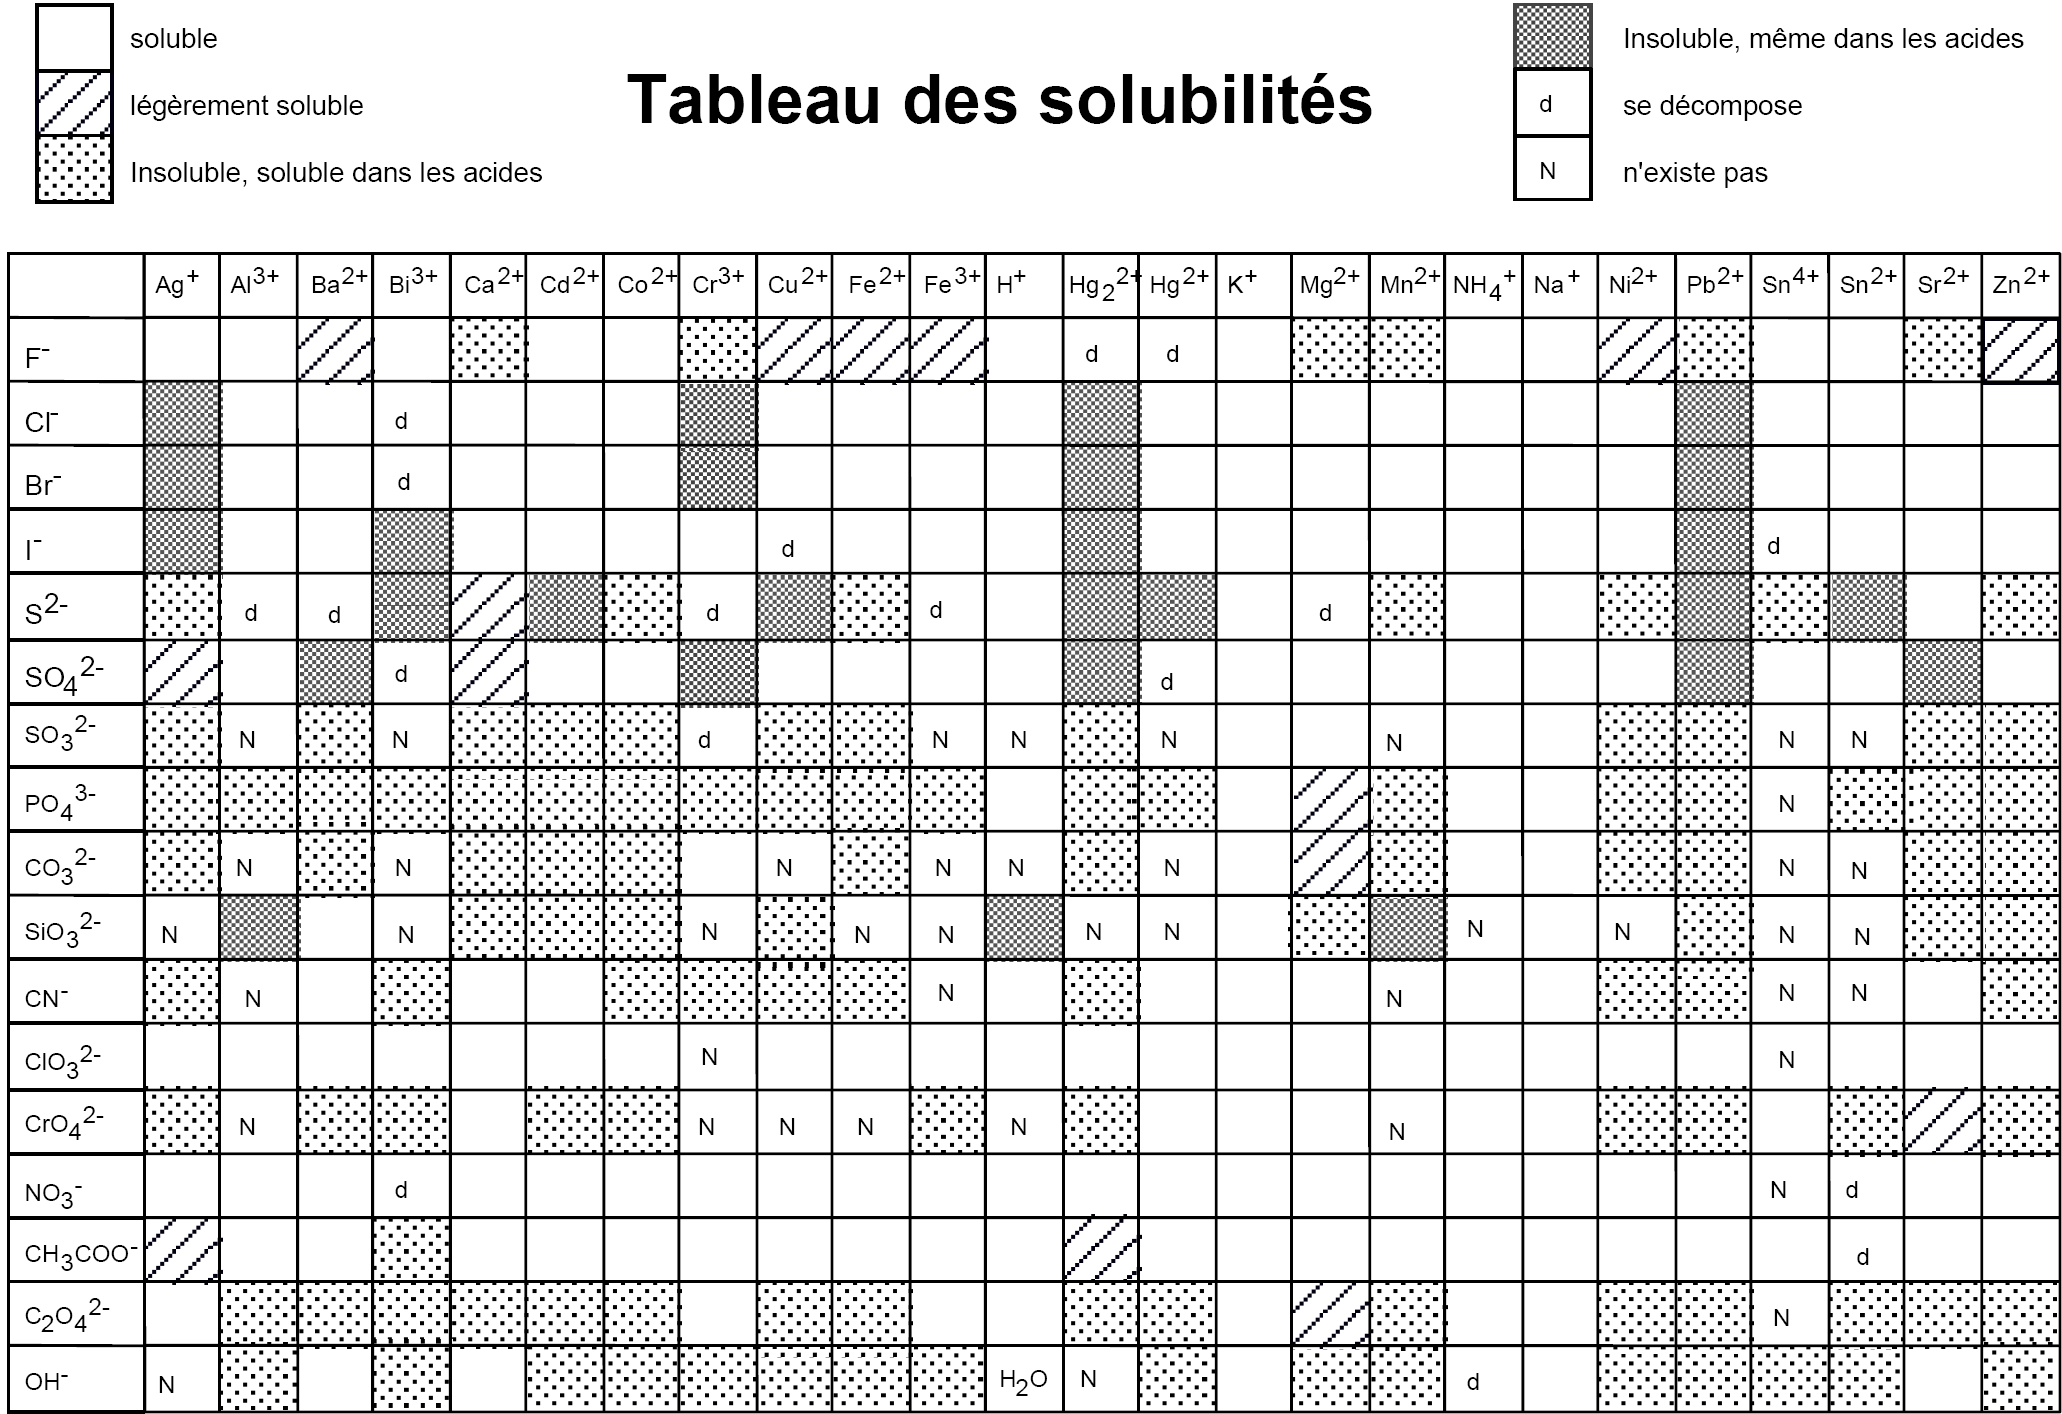 soluble
légèrement soluble
Insoluble, soluble dans les acides
Tableau des solubilités
Insoluble, même dans les acides
d se décompose
N n'existe pas
Ag+ Al3+ Ba2+ Bi3+ Ca2+ Cd2+ Co2+ Cr3+ Cu2+ Fe2+ Fe3+ H+ Hg22+ Hg2+ K+ Mg2+ Mn2+ NH4+ Na+ Ni2+ Pb2+ Sn4+ Sn2+ Sr2+ Zn2+
F- d d
Cl- d
Br- d
I- d d
S2- d d d d d
SO42- d d
SO32- N N d N N N N N N
PO43- N
CO32- N N N N N N N N
SiO32- N N N N N N N N N N N
CN- N N N N N
ClO32- N N
CrO42- N N N N N N
NO3- d N d
CH3COO- d
C2O42- N
OH- N H2O N d